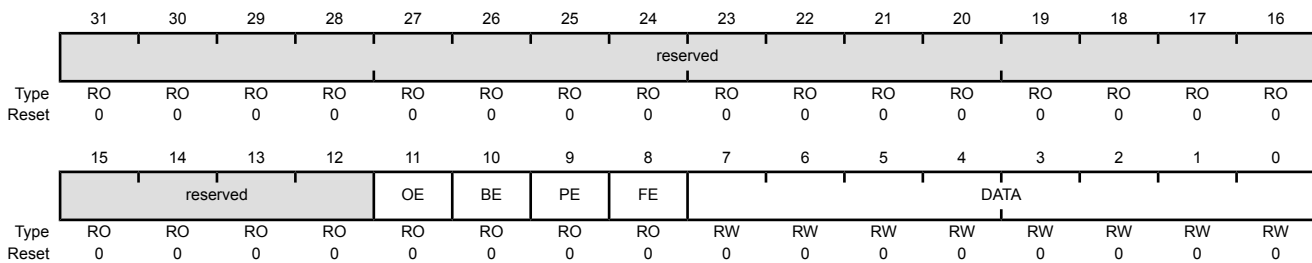 31 30 29 28 27 26 25 24 23 22 21 20 19 18 17 16
reserved
Type RO RO RO RO RO RO RO RO RO RO RO RO RO RO RO RO
Reset 0 0 0 0 0 0 0 0 0 0 0 0 0 0 0 0
15 14 13 12 11 10 9 8 7 6 5 4 3 2 1 0
reserved OE BE PE FE DATA
Type RO RO RO RO RO RO RO RO RW RW RW RW RW RW RW RW
Reset 0 0 0 0 0 0 0 0 0 0 0 0 0 0 0 0